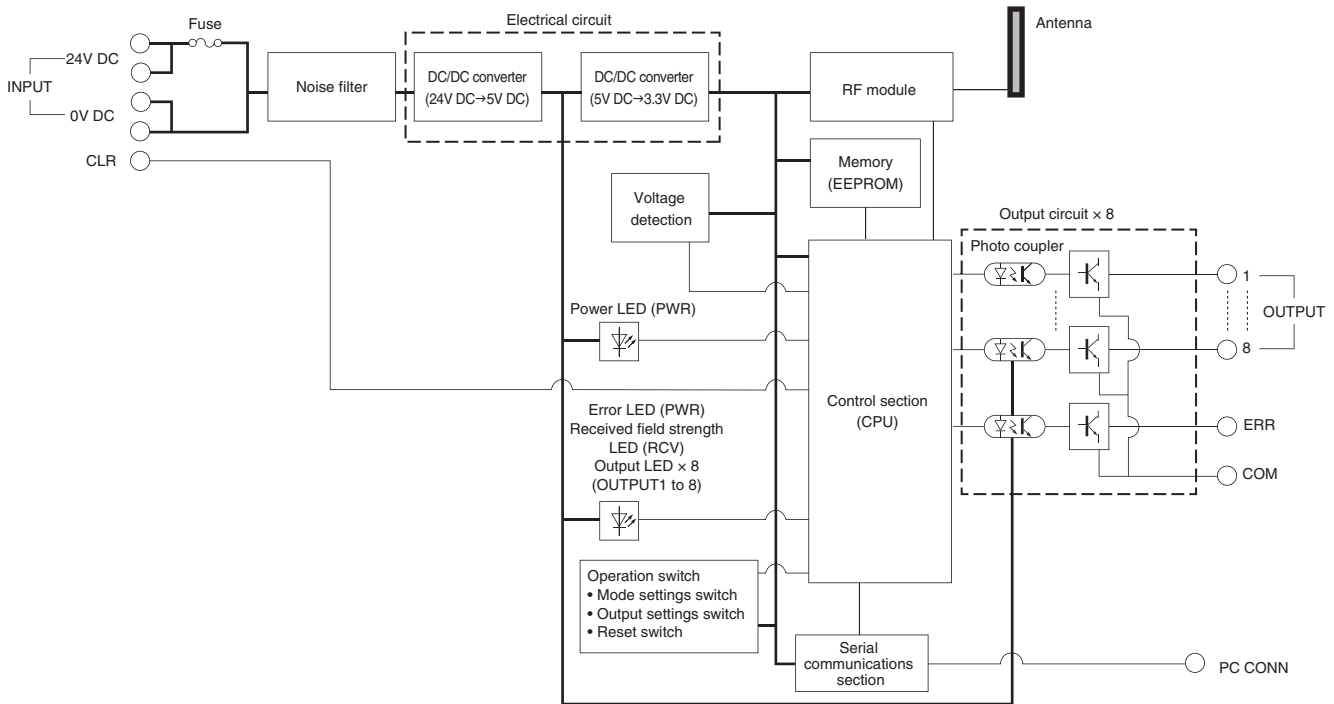 Fuse
Electrical circuit
Antenna
24V DC
INPUT
0V DC
CLR
Noise filter
DC/DC converter
(24V DC→5V DC)
DC/DC converter
(5V DC→3.3V DC)
RF module
Memory
(EEPROM)
Voltage
detection
Output circuit × 8
Photo coupler
1
OUTPUT
8
Power LED (PWR)
Control section
(CPU)
Error LED (PWR)
Received field strength
LED (RCV)
Output LED × 8
(OUTPUT1 to 8)
ERR
COM
Operation switch
• Mode settings switch
• Output settings switch
• Reset switch
Serial
communications
section
PC CONN